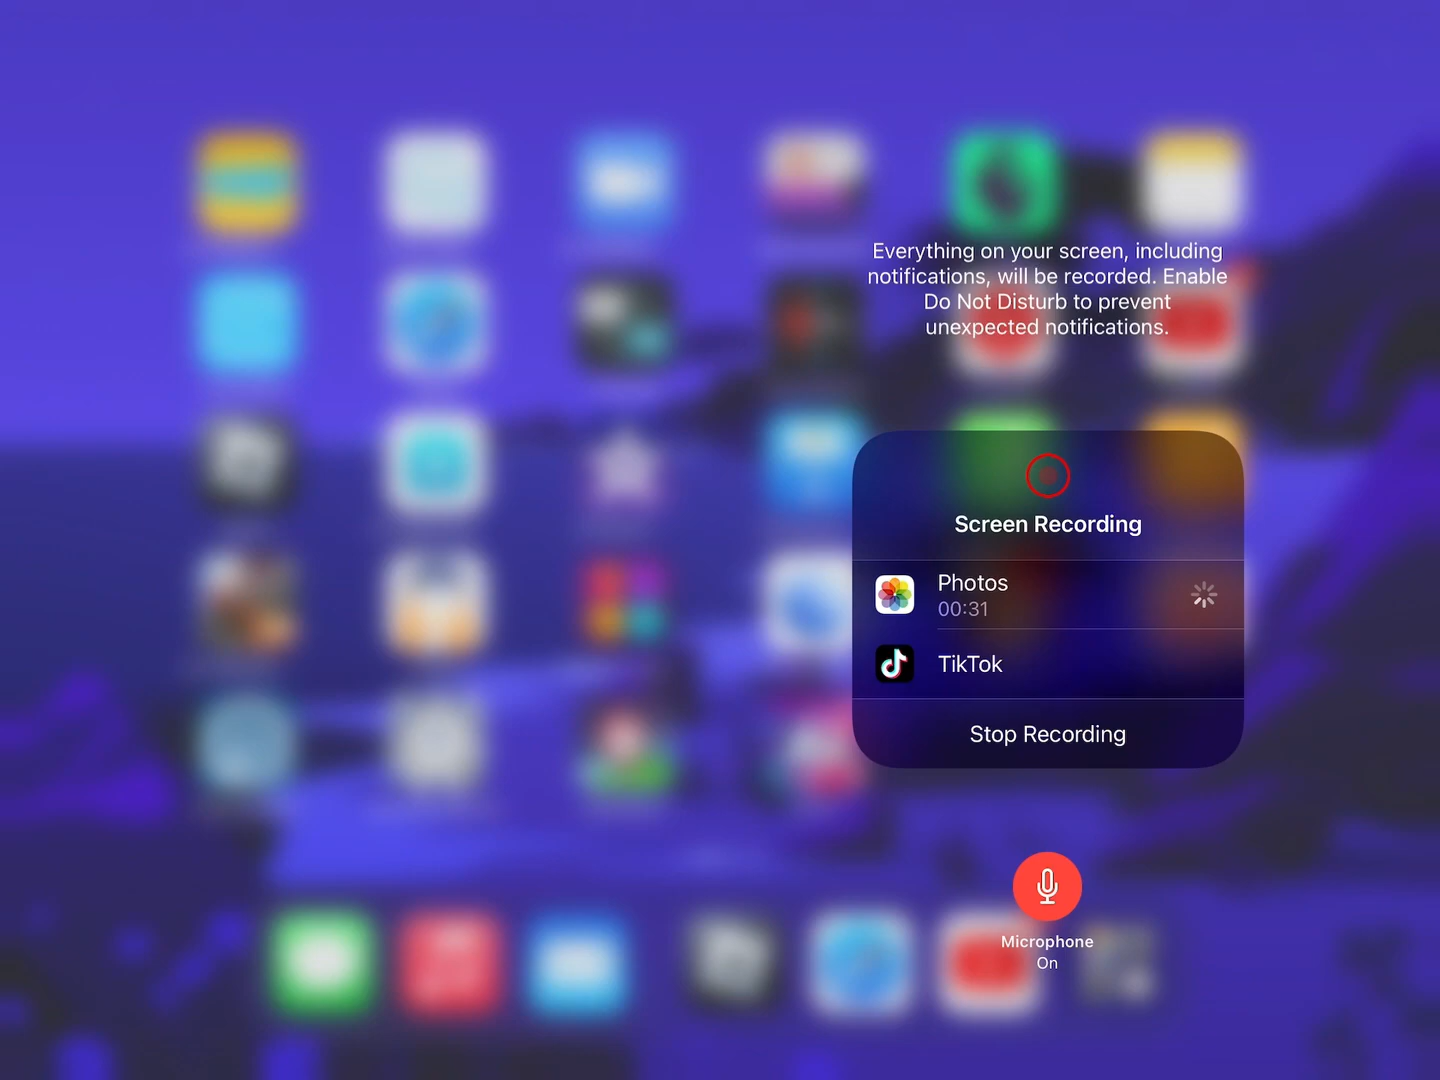 Everything on your screen, including
notifications, will be recorded. Enable
Do Not Disturb to prevent
unexpected notifications.
Screen Recording
Photos
00:31
TikTok
Stop Recording
Microphone
On